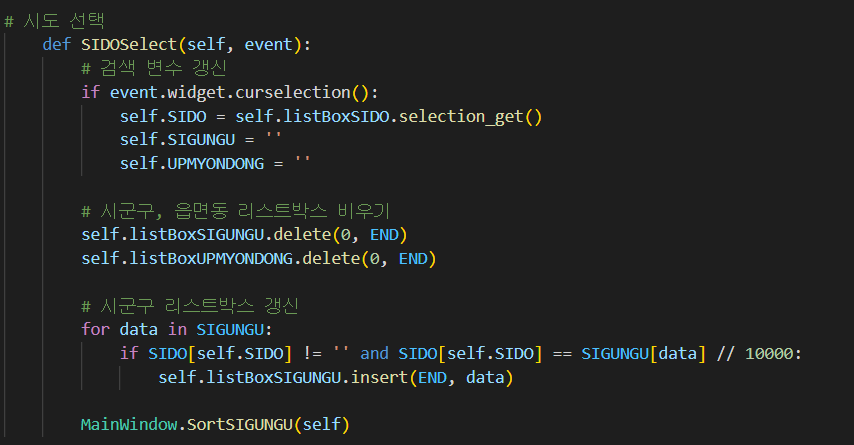 # 시도 선택
def SIDOSelect(self, event):
# 검색 변수 갱신
if event.widget.curselection():
self.SIDO = self.listBoxSIDO.selection_get()
self.SIGUNGU = ''
self.UPMYONDONG = ''
# 시군구, 읍면동 리스트박스 비우기
self.listBoxSIGUNGU.delete(0, END)
self.listBoxUPMYONDONG.delete(0, END)
# 시군구 리스트박스 갱신
for data in SIGUNGU:
if SIDO[self.SIDO] != '' and SIDO[self.SIDO] == SIGUNGU[data] // 10000:
self.listBoxSIGUNGU.insert(END, data)
MainWindow.SortSIGUNGU(self)